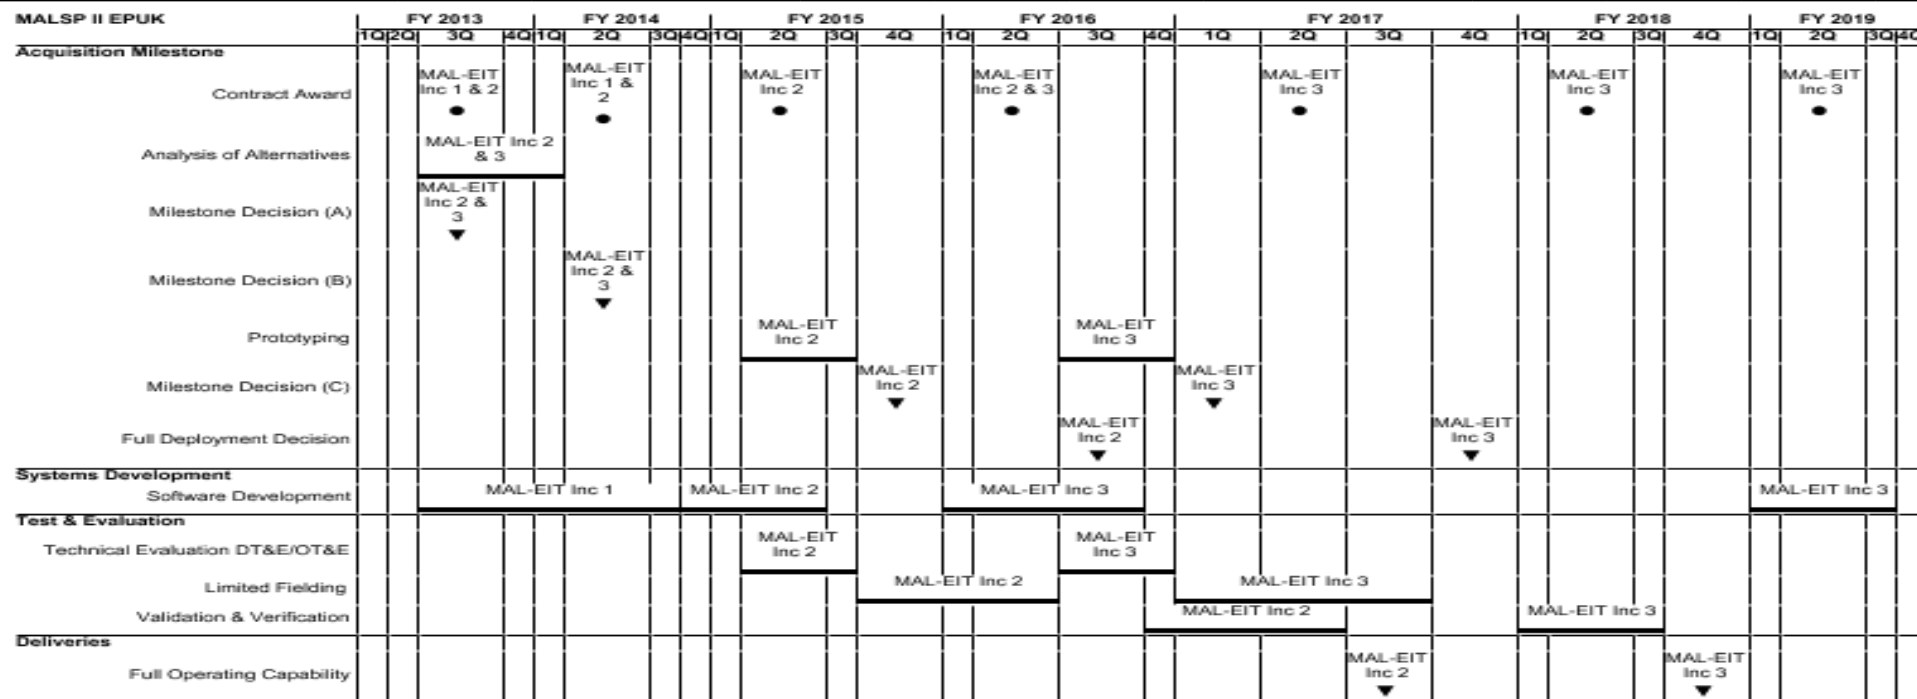 MALSP II EPUK FY 2013 FY 2014 FY 2015 FY 2016 FY 2017 FY 2018 FY 2019
1Q 2Q 3Q 4Q 1Q 2Q 3Q 4Q 1Q 2Q 3Q 4Q 1Q 2Q 3Q 4Q 1Q 2Q 3Q 4Q 1Q 2Q 3Q 4Q 1Q 2Q 3Q 4Q
Acquisition Milestone
Contract Award
MAL-EIT
Inc 1 & 2
MAL-EIT
Inc 1 &
2
MAL-EIT
Inc 2
MAL-EIT
Inc 2 & 3
MAL-EIT
Inc 3
MAL-EIT
Inc 3
MAL-EIT
Inc 3
Analysis of Alternatives
MAL-EIT Inc 2
& 3
Milestone Decision (A)
MAL-EIT
Inc 2 &
3
Milestone Decision (B)
MAL-EIT
Inc 2 &
3
Prototyping
MAL-EIT
Inc 2
MAL-EIT
Inc 3
Milestone Decision (C)
MAL-EIT
Inc 2
MAL-EIT
Inc 3
Full Deployment Decision
MAL-EIT
Inc 2
MAL-EIT
Inc 3
Systems Development
Software Development
MAL-EIT Inc 1
MAL-EIT Inc 2
MAL-EIT Inc 3
MAL-EIT Inc 3
Test & Evaluation
Technical Evaluation DT&E/OT&E
MAL-EIT
Inc 2
MAL-EIT
Inc 3
Limited Fielding
MAL-EIT Inc 2
MAL-EIT Inc 3
Validation & Verification
MAL-EIT Inc 2
MAL-EIT Inc 3
Deliveries
Full Operating Capability
MAL-EIT
Inc 2
MAL-EIT
Inc 3